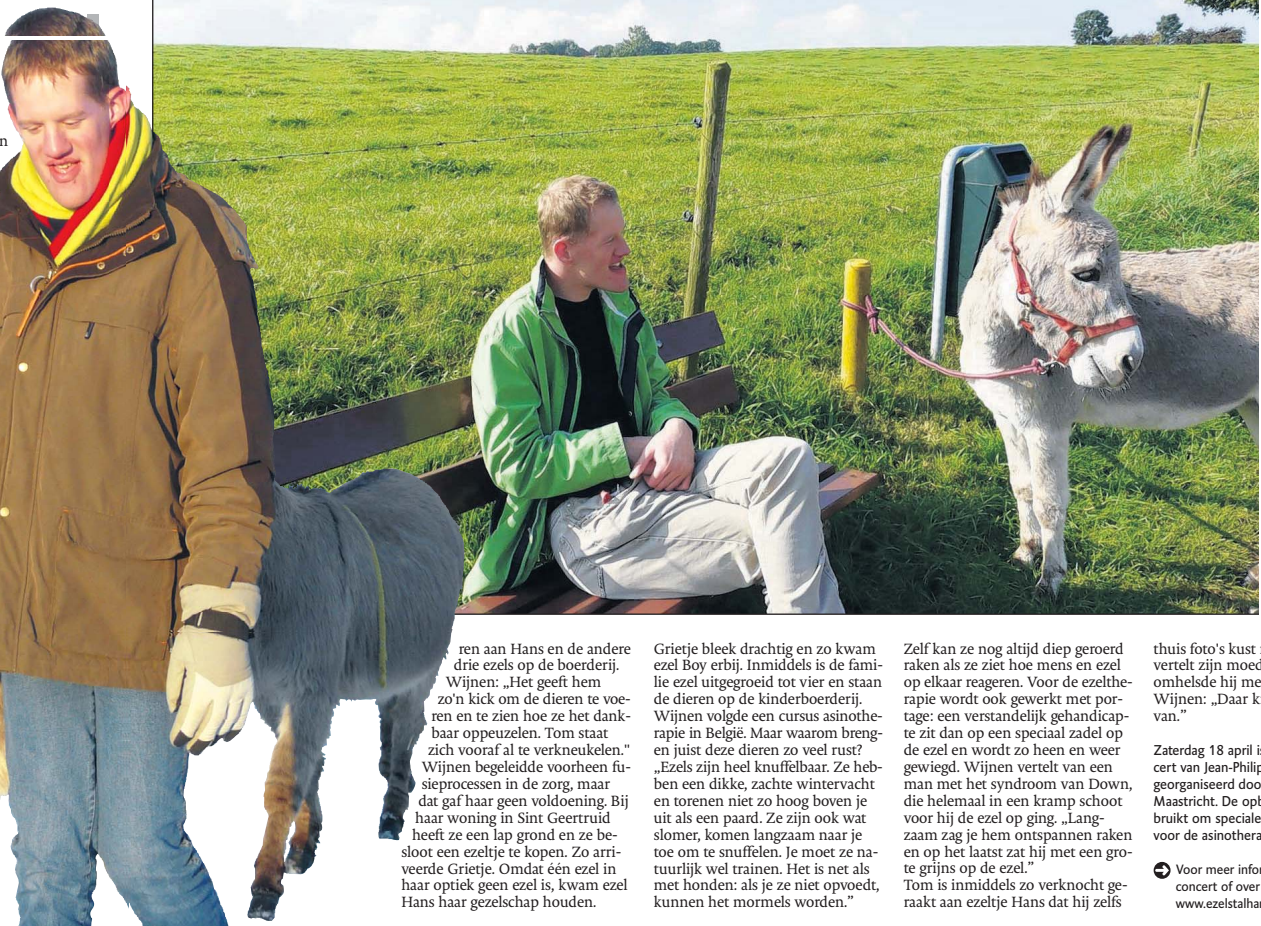 n
ren aan Hans en de andere
drie ezels op de boerderij.
Wijnen: „Het geeft hem
zo'n kick om de dieren te voe-
ren en te zien hoe ze het dank-
baar oppeuzelen. Tom staat
zich vooraf al te verkneukelen."
Wijnen begeleidde voorheen fu-
sieprocessen in de zorg, maar
dat gaf haar geen voldoening. Bij
haar woning in Sint Geertruid
heeft ze een lap grond en ze be-
sloot een ezeltje te kopen. Zo arri-
veerde Grietje. Omdat één ezel in
haar optiek geen ezel is, kwam ezel
Hans haar gezelschap houden.
Grietje bleek drachtig en zo kwam
ezel Boy erbij. Inmiddels is de fami-
lie ezel uitgegroeid tot vier en staan
de dieren op de kinderboerderij.
Wijnen volgde een cursus asinothe-
rapie in België. Maar waarom breng-
en juist deze dieren zo veel rust?
„Ezels zijn heel knuffelbaar. Ze heb-
ben een dikke, zachte wintervacht
en torenen niet zo hoog boven je
uit als een paard. Ze zijn ook wat
slomer, komen langzaam naar je
toe om te snuffelen. Je moet ze na-
tuurlijk wel trainen. Het is net als
met honden: als je ze niet opvoedt,
kunnen het mormels worden.”
Zelf kan ze nog altijd diep geroerd
raken als ze ziet hoe mens en ezel
op elkaar reageren. Voor de ezelthe-
rapie wordt ook gewerkt met por-
tage: een verstandelijk gehandicap-
te zit dan op een speciaal zadel op
de ezel en wordt zo heen en weer
gewiegd. Wijnen vertelt van een
man met het syndroom van Down,
die helemaal in een kramp schoot
voor hij de ezel op ging. „Lang-
zaam zag je hem ontspannen raken
en op het laatst zat hij met een gro-
te grijns op de ezel.”
Tom is inmiddels zo verknocht ge-
raakt aan ezeltje Hans dat hij zelfs
thuis foto's kust
vertelt zijn moed
omhelsde hij me
Wijnen: „Daar k
van.”
Zaterdag 18 april is
cert van Jean-Philip
georganiseerd doo
Maastricht. De opb
bruikt om speciale
voor de asinothera
Voor meer infor
concert of over
www.ezelstalhan